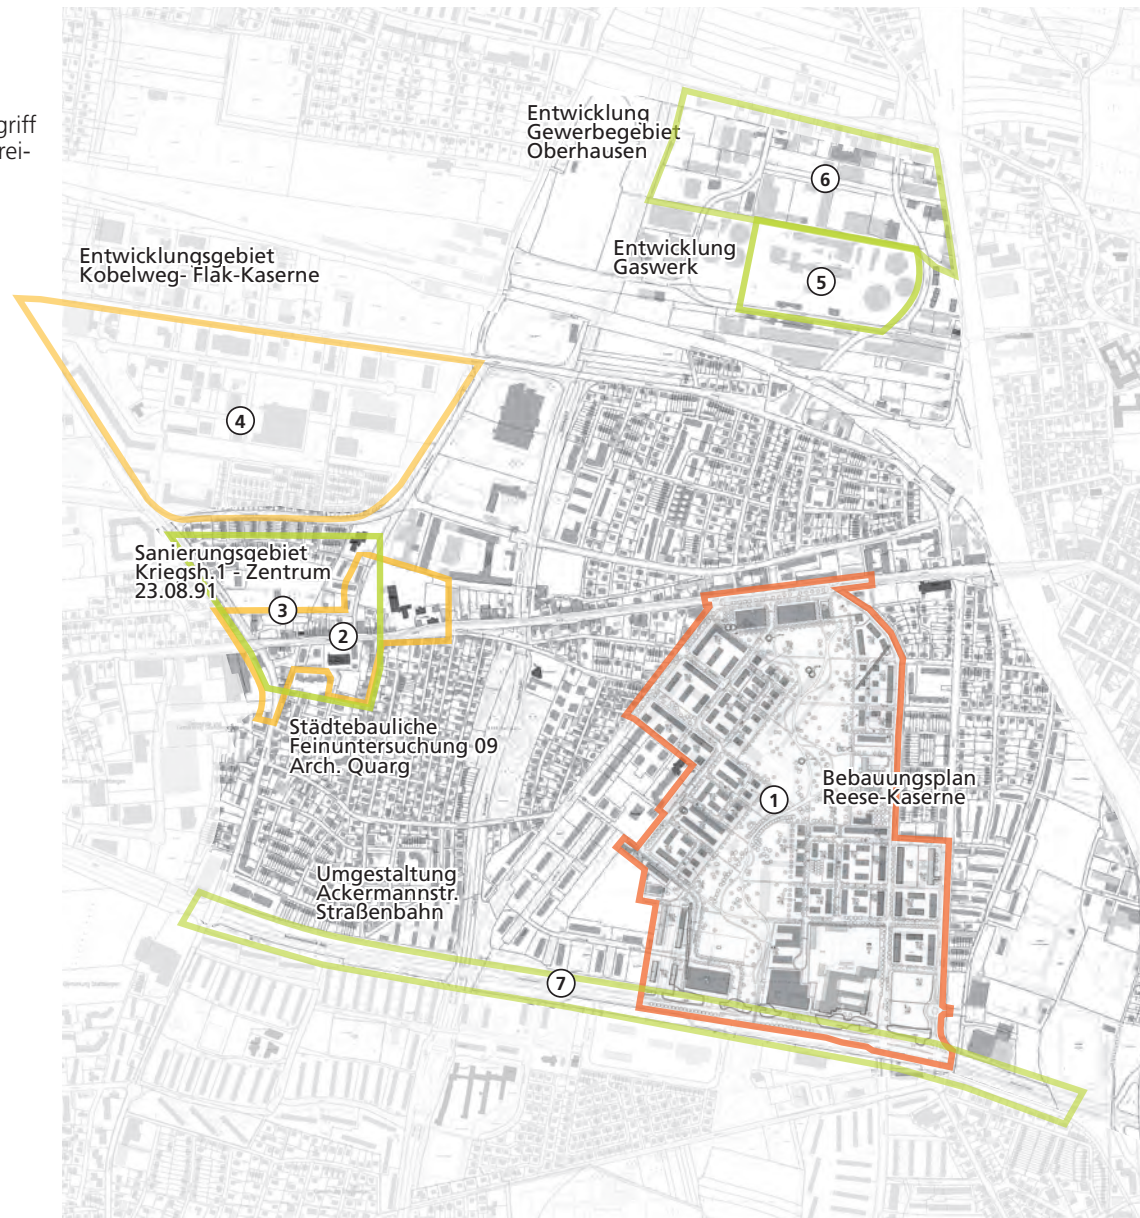 griff
rei-
Entwicklung
Gewerbegebiet
Oberhausen
6
Entwicklungsgebiet
Kobelweg- Flak-Kaserne
Entwicklung
Gaswerk
5
4
Sanierungsgebiet
Kriegsh.1 - Zentrum
23.08.91
3
2
Städtebauliche
Feinuntersuchung 09
Arch. Quarg
Bebauungsplan
Reese-Kaserne
1
Umgestaltung
Ackermannstr.
Straßenbahn
7